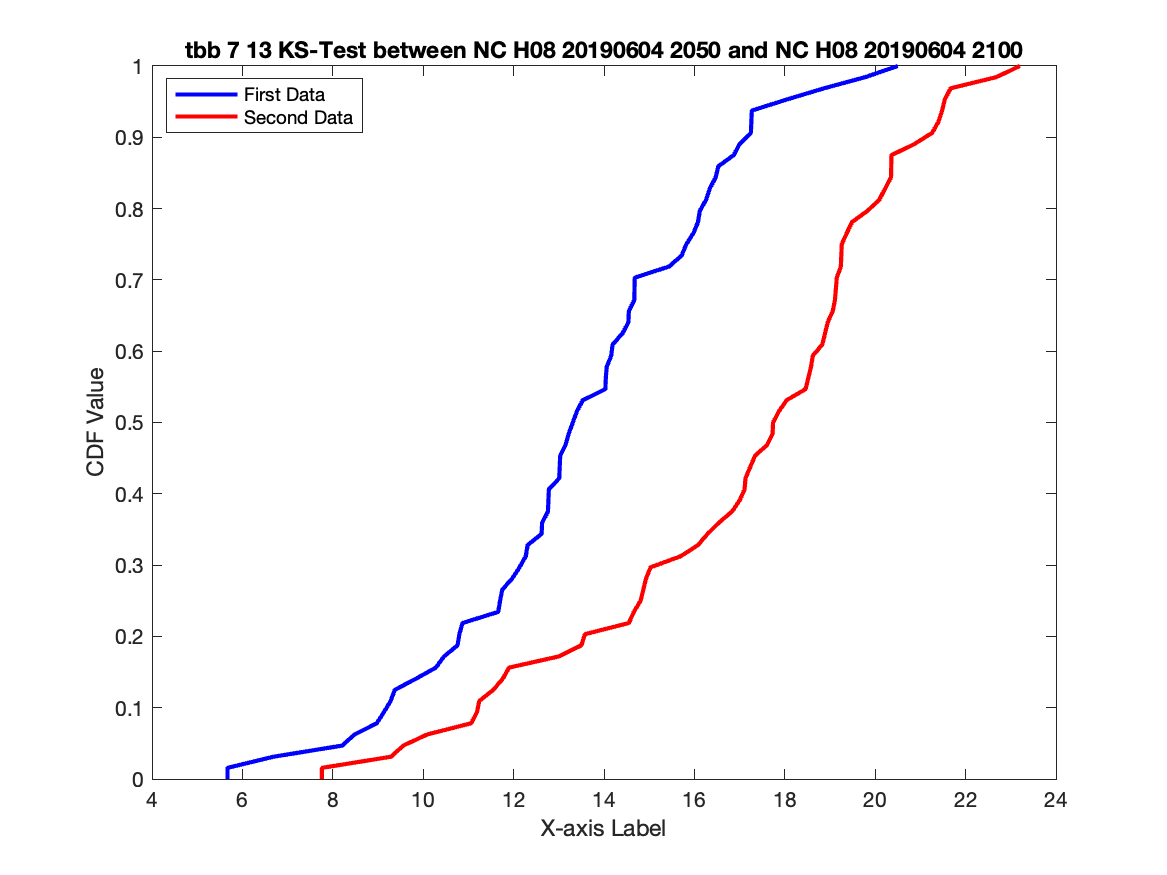 tbb 7 13 KS-Test between NC H08 20190604 2050 and NC H08 20190604 2100
First Data
Second Data
1
0.9
0.8
0.7
0.6
0.5
0.4
0.3
0.2
0.1
0
CDF Value
4 6 8 10 12 14 16 18 20 22 24
X-axis Label